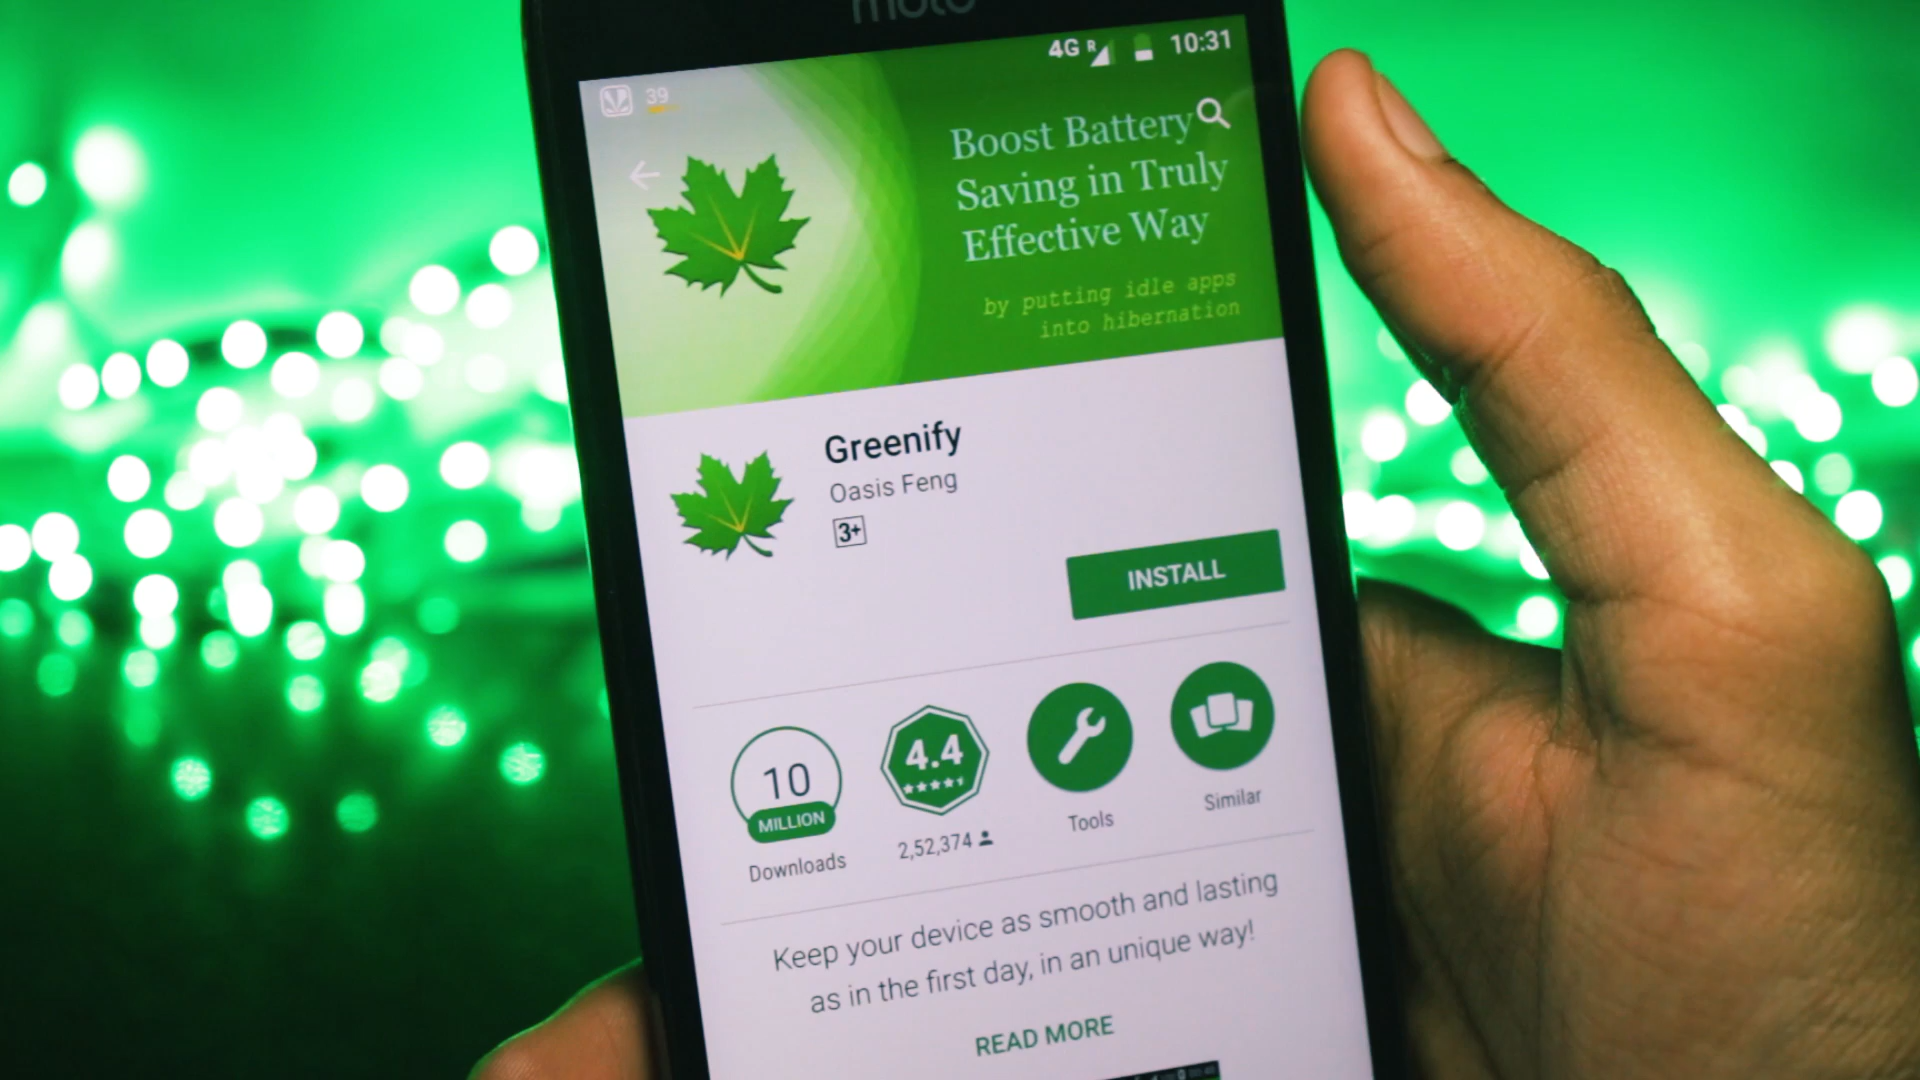 moto
4G R 10:31
39
Boost Battery
Saving in Truly
Effective Way
by putting idle apps
into hibernation
Greenify
Oasis Feng
3+
INSTALL
10
MILLION
Downloads
4.4
2,52,374
Tools
Similar
Keep your device as smooth and lasting
as in the first day, in an unique way!
READ MORE